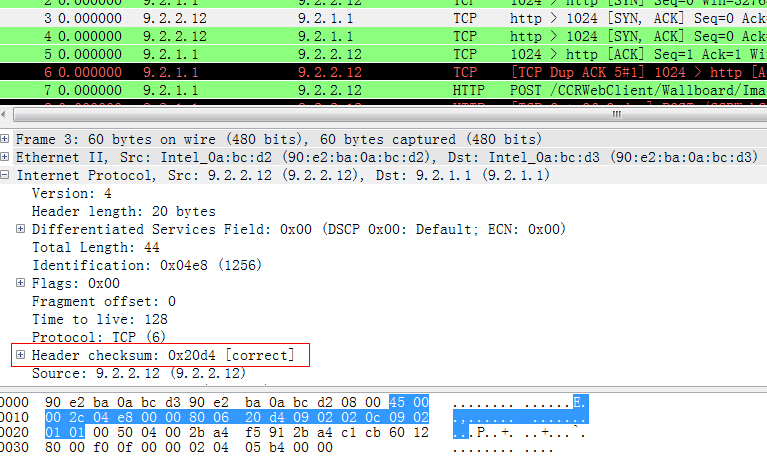 2 0.000000 9.2.1.1 9.2.2.12 TCP 1024 > http [SYN] Seq=0 Win=3276
3 0.000000 9.2.2.12 9.2.1.1 TCP http > 1024 [SYN, ACK] Seq=0 Ack
4 0.000000 9.2.2.12 9.2.1.1 TCP http > 1024 [SYN, ACK] Seq=0 Ack
5 0.000000 9.2.1.1 9.2.2.12 TCP 1024 > http [ACK] Seq=1 Ack=1 Wi
6 0.000000 9.2.1.1 9.2.2.12 TCP [TCP Dup ACK 5#1] 1024 > http [A
7 0.000000 9.2.1.1 9.2.2.12 HTTP POST /CCRWebClient/Wallboard/Ima
Frame 3: 60 bytes on wire (480 bits), 60 bytes captured (480 bits)
Ethernet II, Src: Intel_0a:bc:d2 (90:e2:ba:0a:bc:d2), Dst: Intel_0a:bc:d3 (90:e2:ba:0a:bc:d3)
Internet Protocol, Src: 9.2.2.12 (9.2.2.12), Dst: 9.2.1.1 (9.2.1.1)
Version: 4
Header length: 20 bytes
Differentiated Services Field: 0x00 (DSCP 0x00: Default; ECN: 0x00)
Total Length: 44
Identification: 0x04e8 (1256)
Flags: 0x00
Fragment offset: 0
Time to live: 128
Protocol: TCP (6)
Header checksum: 0x20d4 [correct]
Source: 9.2.2.12 (9.2.2.12)
0000 90 e2 ba 0a bc d3 90 e2 ba 0a bc d2 08 00 45 00 ........ ......E.
0010 00 2c 04 e8 00 00 80 06 20 d4 09 02 02 0c 09 02 .,...... .......
0020 01 01 00 50 04 00 2b a4 f5 91 2b a4 c1 cb 60 12 ...P..+. ..+...`.
0030 80 00 f0 0f 00 00 02 04 05 b4 00 00 ........ ....